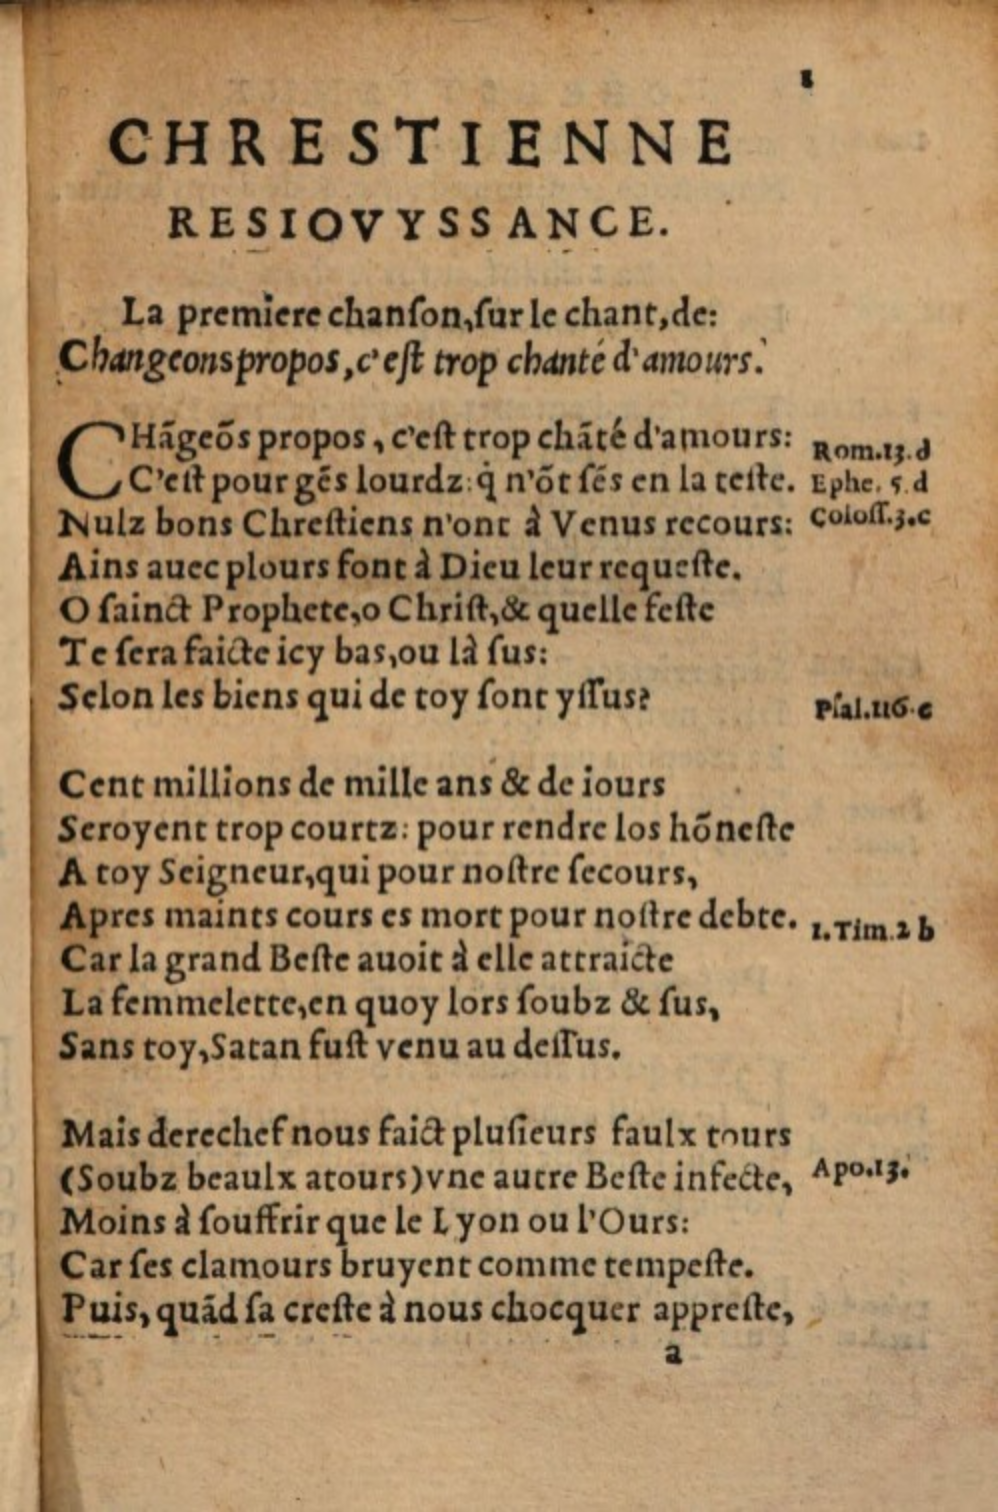 1
CHRESTIENNE
RESIOVYSSANCE.
La premiere chanſon,ſur le chant,de:
Changeons propos,c'eſt trop chanté d'amours.
CHãgeõs propos, c'eſt trop chãté d'amours:
Rom.13.d
C'eſt pour gẽs lourdz: q̇ n'õt ſẽs en la teſte.
Ephe. 5.d
Nulz bons Chreſtiens n'ont à Venus recours:
Coloſſ.3.c
Ains auec plours font à Dieu leur requeſte.
O ſainct Prophete,o Chriſt,& quelle feſte
Te ſera faicte icy bas,ou là ſus:
Selon les biens qui de toy ſont yſſus?
Pſal.116.c
Cent millions de mille ans & de iours
Seroyent trop courtz: pour rendre los hõneſte
A toy Seigneur,qui pour noſtre ſecours,
Apres maints cours es mort pour noſtre debte.
1.Tim.2 b
Car la grand Beſte auoit à elle attraicte
La femmelette,en quoy lors ſoubz & ſus,
Sans toy,Satan fuſt venu au deſſus.
Mais derechef nous faict pluſieurs faulx tours
(Soubz beaulx atours)vne autre Beſte infecte,
Apo.13.
Moins à ſouffrir que le Lyon ou l'Ours:
Car ſes clamours bruyent comme tempeſte.
Puis, quãd ſa creſte à nous chocquer appreſte,
a